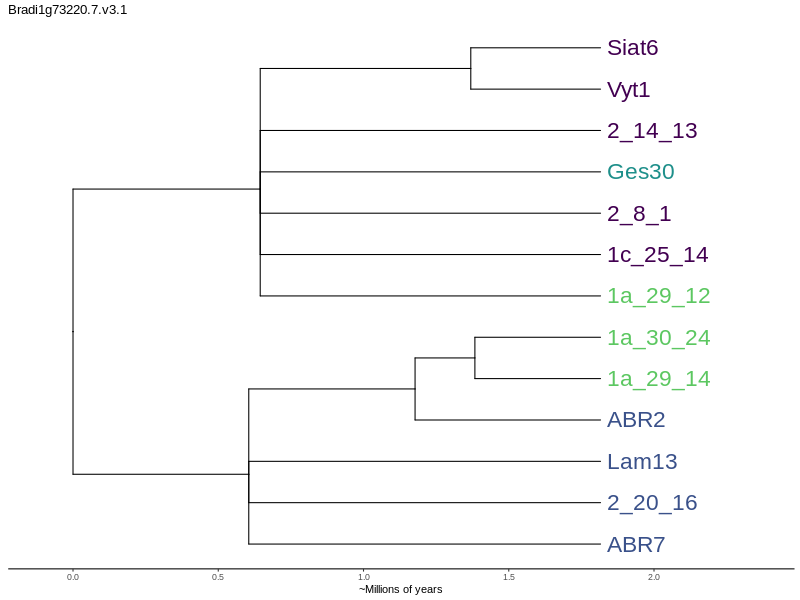 Bradi1g73220.7.v3.1
Siat6
Vyt1
2_14_13
Ges30
2_8_1
1c_25_14
1a_29_12
1a_30_24
1a_29_14
ABR2
Lam13
2_20_16
ABR7
0.0 0.5 1.0 1.5 2.0
~Millions of years